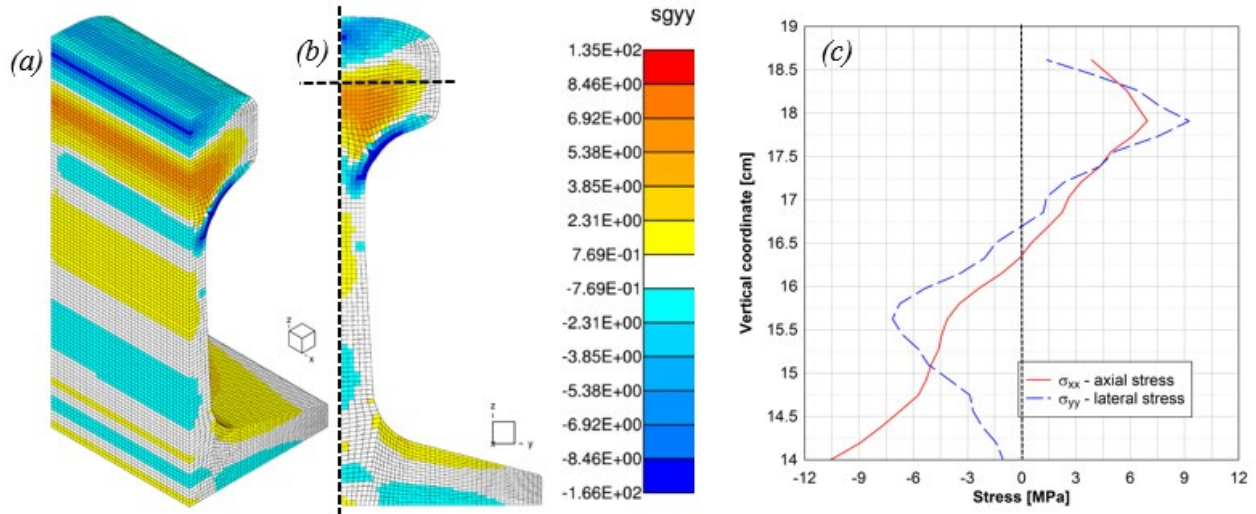 (a)
z
x
(b)
z
x
y
sgyy
1.35E+02
8.46E+00
6.92E+00
5.38E+00
3.85E+00
2.31E+00
7.69E-01
-7.69E-01
-2.31E+00
-3.85E+00
-5.38E+00
-6.92E+00
-8.46E+00
-1.66E+02
(c)
Vertical coordinate [cm]
19
18.5
18
17.5
17
16.5
16
15.5
15
14.5
14
σxx - axial stress
σyy - lateral stress
-12 -9 -6 -3 0 3 6 9 12
Stress [MPa]